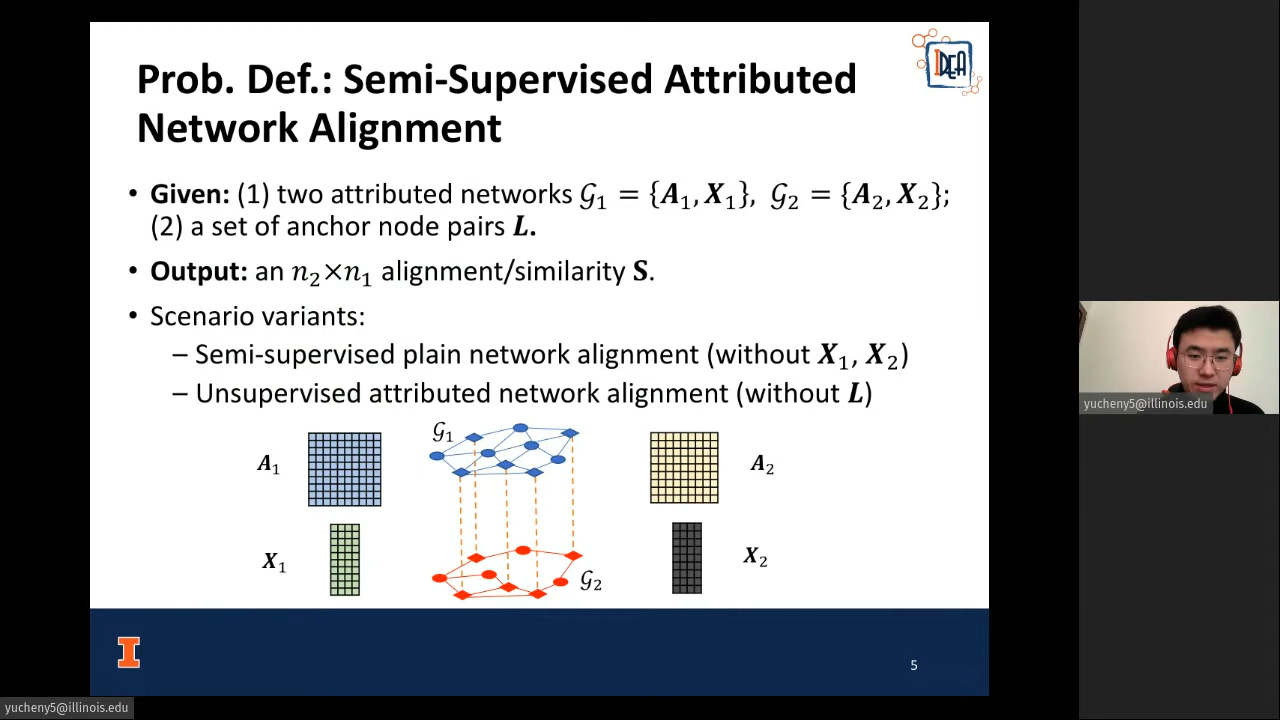 Prob. Def.: Semi-Supervised Attributed
Network Alignment
IDEA
• Given: (1) two attributed networks 𝒢₁ = {A₁, X₁}, 𝒢₂ = {A₂, X₂};
(2) a set of anchor node pairs L.
• Output: an n₂×n₁ alignment/similarity S.
• Scenario variants:
– Semi-supervised plain network alignment (without X₁, X₂)
– Unsupervised attributed network alignment (without L)
𝒢₁
A₁
A₂
X₁
X₂
𝒢₂
I
5
yucheny5@illinois.edu
yucheny5@illinois.edu